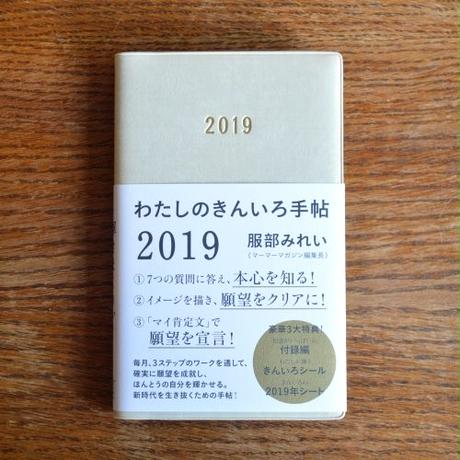 2019
わたしのきんいろ手帖
2019 服部みれい
《マーマーマガジン編集長》
①7つの質問に答え、本心を知る!
②イメージを描き、願望をクリアに!
③「マイ肯定文」で
願望を宣言!
毎月、3ステップのワークを通して、
確実に願望を成就し、
ほんとうの自分を輝かせる。
新時代を生き抜くための手帖!
豪華3大特典!
付録編
きんいろシール
2019年シート